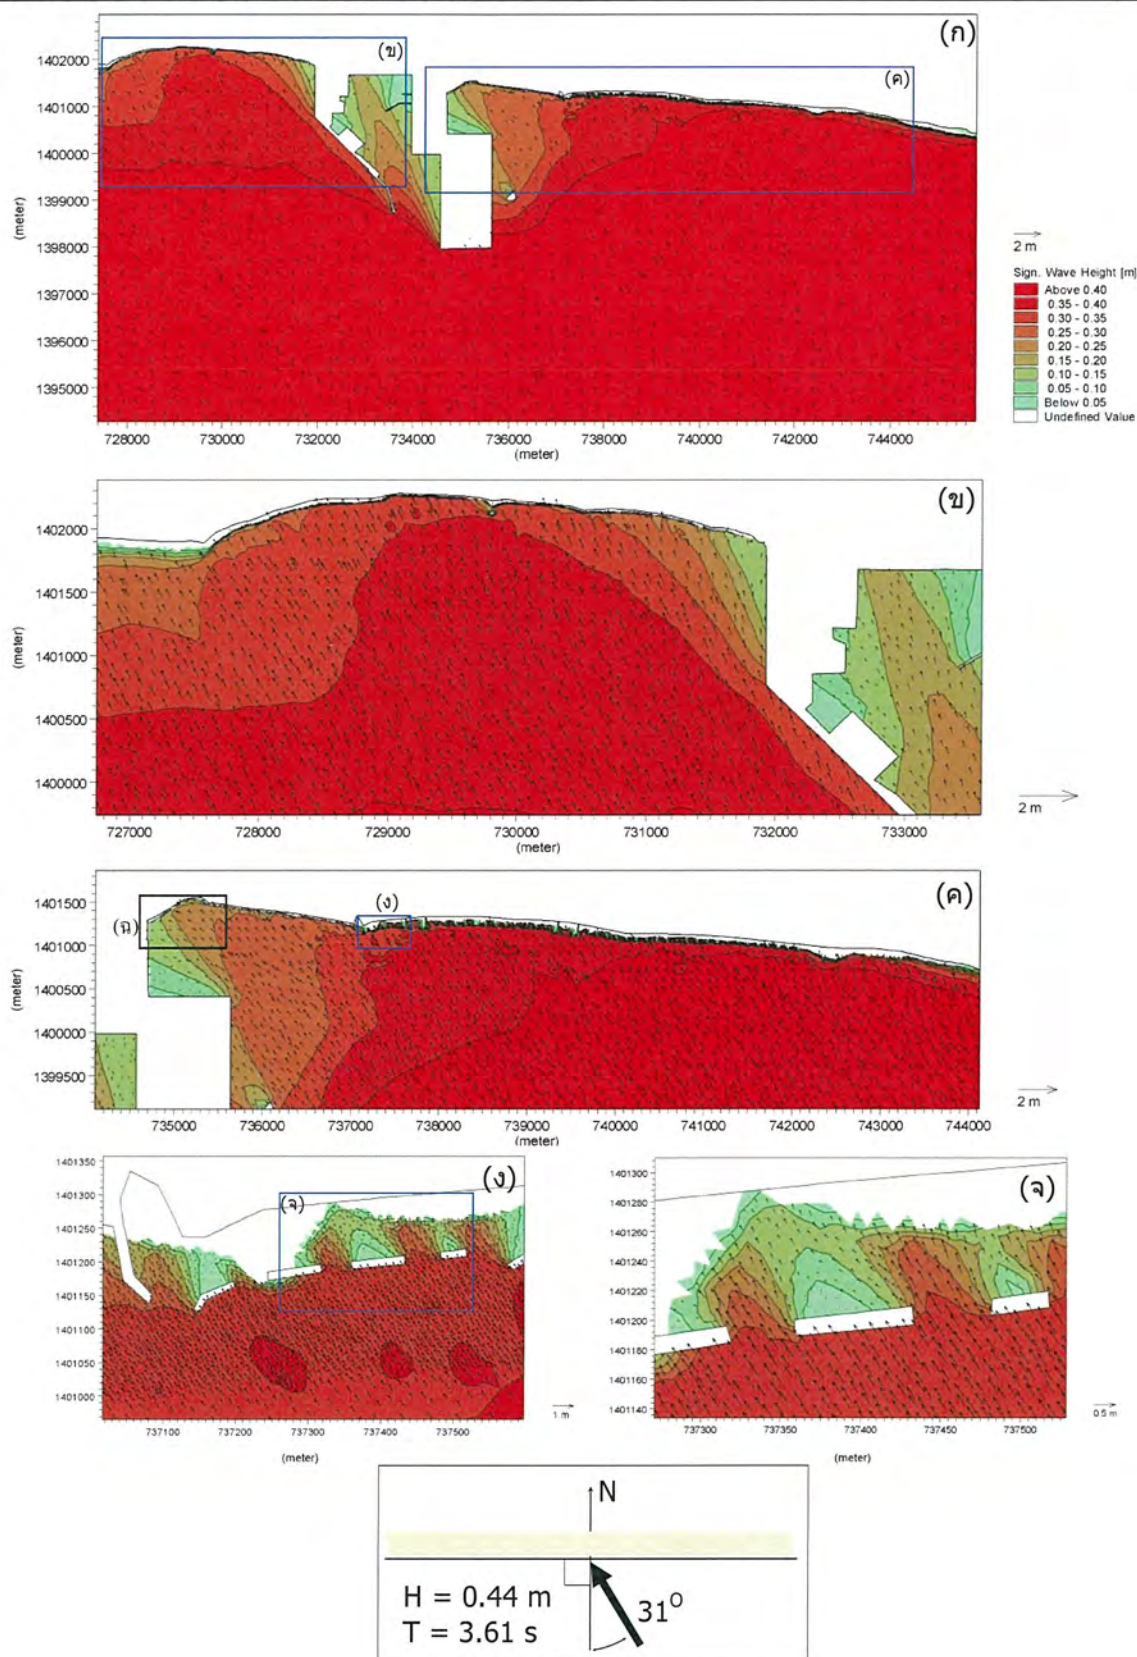 (ก)
(ข)
(ค)
1402000
1401000
1400000
1399000
1398000
1397000
1396000
1395000
(meter)
728000 730000 732000 734000 736000 738000 740000 742000 744000
(meter)
2 m
Sign. Wave Height [m]
Above 0.40
0.35 - 0.40
0.30 - 0.35
0.25 - 0.30
0.20 - 0.25
0.15 - 0.20
0.10 - 0.15
0.05 - 0.10
Below 0.05
Undefined Value
(ข)
1402000
1401500
1401000
1400500
1400000
(meter)
727000 728000 729000 730000 731000 732000 733000
(meter)
2 m
(ค)
(ฉ)
(ง)
1401500
1401000
1400500
1400000
1399500
(meter)
735000 736000 737000 738000 739000 740000 741000 742000 743000 744000
(meter)
2 m
(ง)
(จ)
1401350
1401300
1401250
1401200
1401150
1401100
1401050
1401000
737100 737200 737300 737400 737500
(meter)
1 m
(จ)
1401300
1401280
1401260
1401240
1401220
1401200
1401180
1401160
1401140
737300 737350 737400 737450 737500
(meter)
0.5 m
N
H = 0.44 m
T = 3.61 s
31°